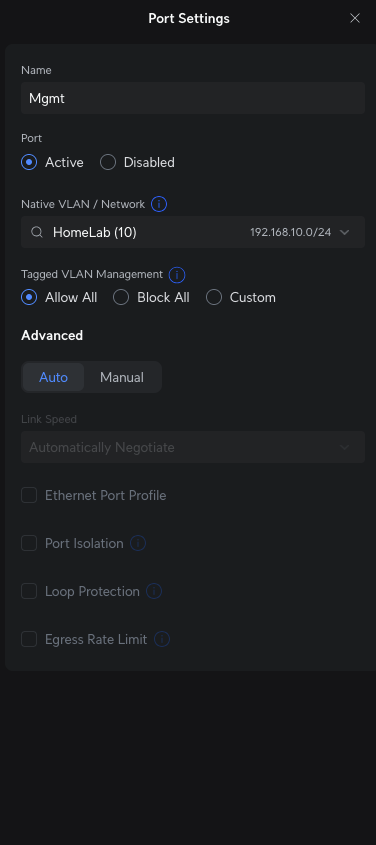 Port Settings
Name
Mgmt
Port
Active Disabled
Native VLAN / Network
HomeLab (10) 192.168.10.0/24
Tagged VLAN Management
Allow All Block All Custom
Advanced
Auto Manual
Link Speed
Automatically Negotiate
Ethernet Port Profile
Port Isolation
Loop Protection
Egress Rate Limit